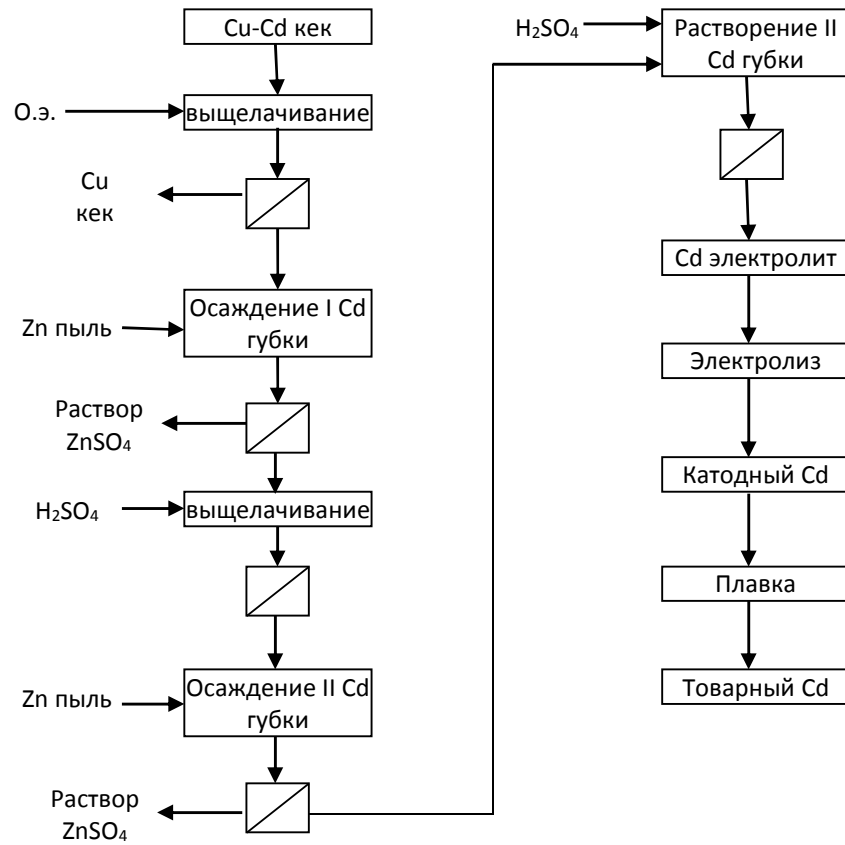 Cu-Cd кек
О.э.
выщелачивание
Cu
кек
Осаждение I Cd
губки
Zn пыль
Раствор
ZnSO₄
H₂SO₄
выщелачивание
Осаждение II Cd
губки
Zn пыль
Раствор
ZnSO₄
H₂SO₄
Растворение II
Cd губки
Cd электролит
Электролиз
Катодный Cd
Плавка
Товарный Cd